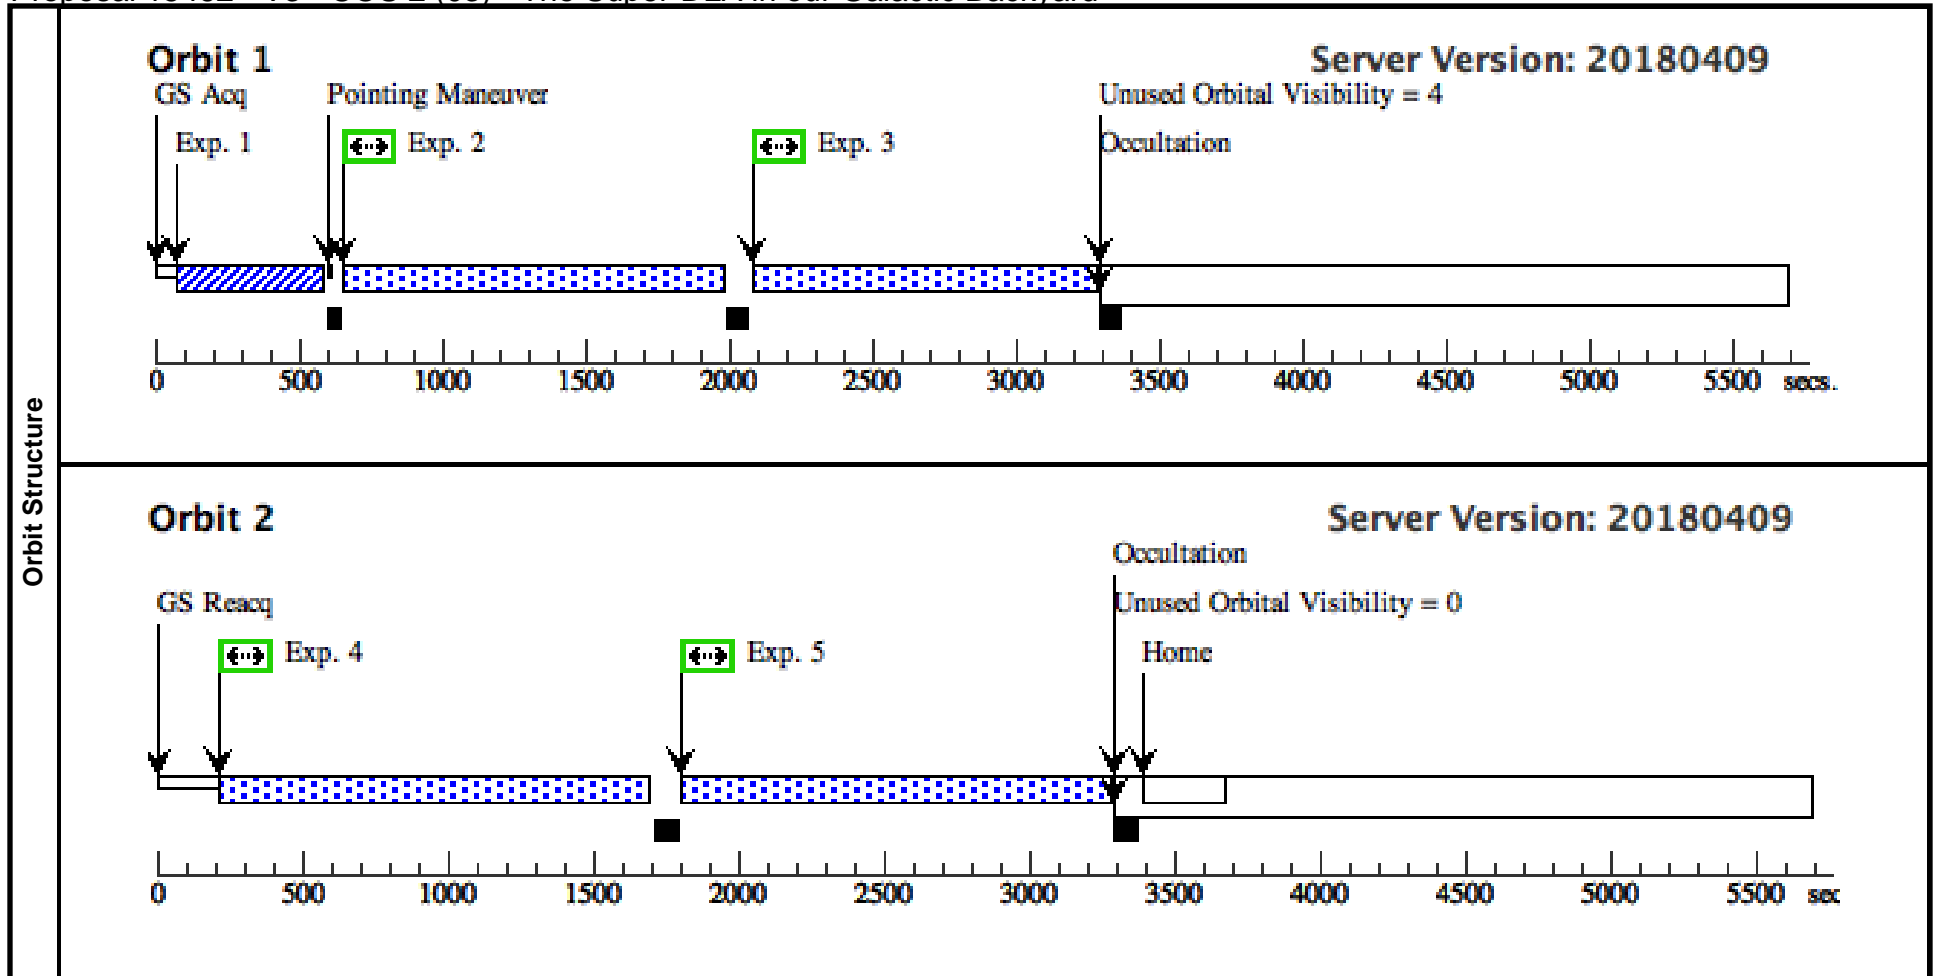 Orbit 1
Server Version: 20180409
GS Acq
Pointing Maneuver
Unused Orbital Visibility = 4
Exp. 1
Exp. 2
Exp. 3
Occultation
0 500 1000 1500 2000 2500 3000 3500 4000 4500 5000 5500 secs.
Orbit Structure
Orbit 2
Server Version: 20180409
Occultation
GS Reacq
Unused Orbital Visibility = 0
Exp. 4
Exp. 5
Home
0 500 1000 1500 2000 2500 3000 3500 4000 4500 5000 5500 sec